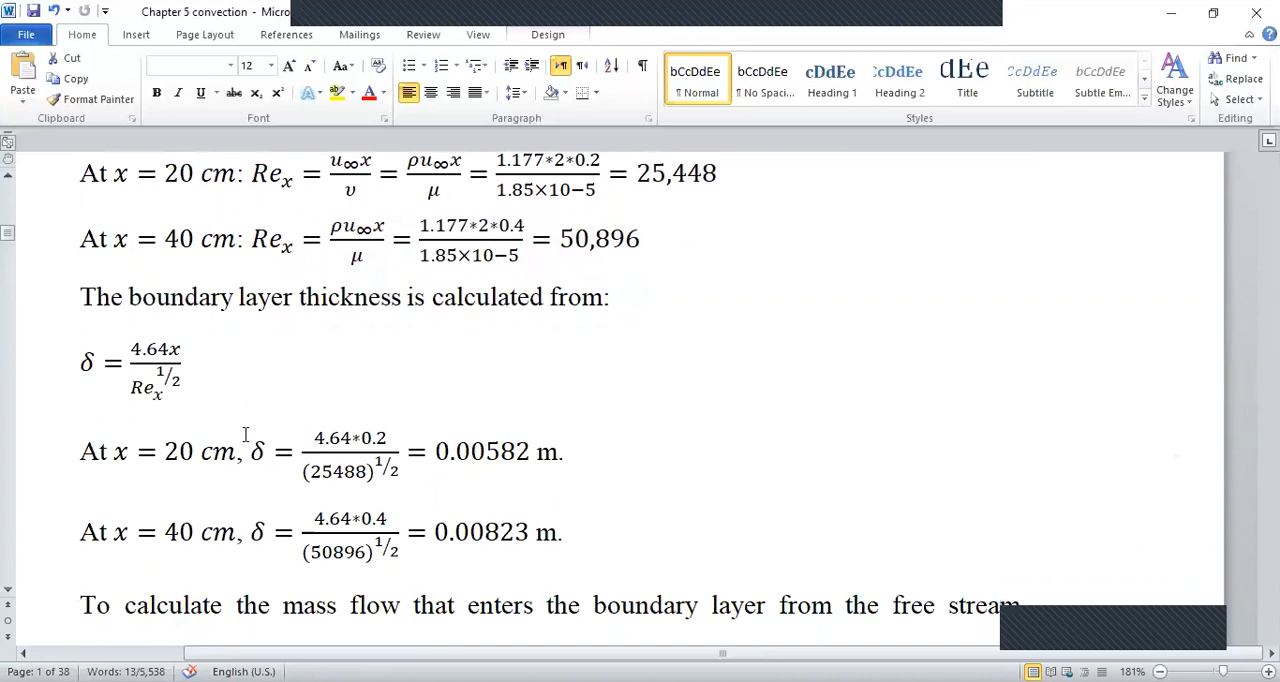 Chapter 5 convection - Micro
File Home Insert Page Layout References Mailings Review View Design
Cut
Copy
Format Painter
Paste
12
bCcDdEe bCcDdEe cDdEe CcDdEe dEe CcDdEe bCcDdEe
¶ Normal ¶ No Spaci... Heading 1 Heading 2 Title Subtitle Subtle Em...
Change Styles
Find
Replace
Select
Clipboard Font Paragraph Styles Editing
At x = 20 cm: Reₓ = u∞x/υ = ρu∞x/μ = 1.177*2*0.2/1.85×10−5 = 25,448
At x = 40 cm: Reₓ = ρu∞x/μ = 1.177*2*0.4/1.85×10−5 = 50,896
The boundary layer thickness is calculated from:
δ = 4.64x/Reₓ^1/2
At x = 20 cm, δ = 4.64*0.2/(25488)^1/2 = 0.00582 m.
At x = 40 cm, δ = 4.64*0.4/(50896)^1/2 = 0.00823 m.
To calculate the mass flow that enters the boundary layer from the free stream
Page: 1 of 38 Words: 13/5,538 English (U.S.) 181%